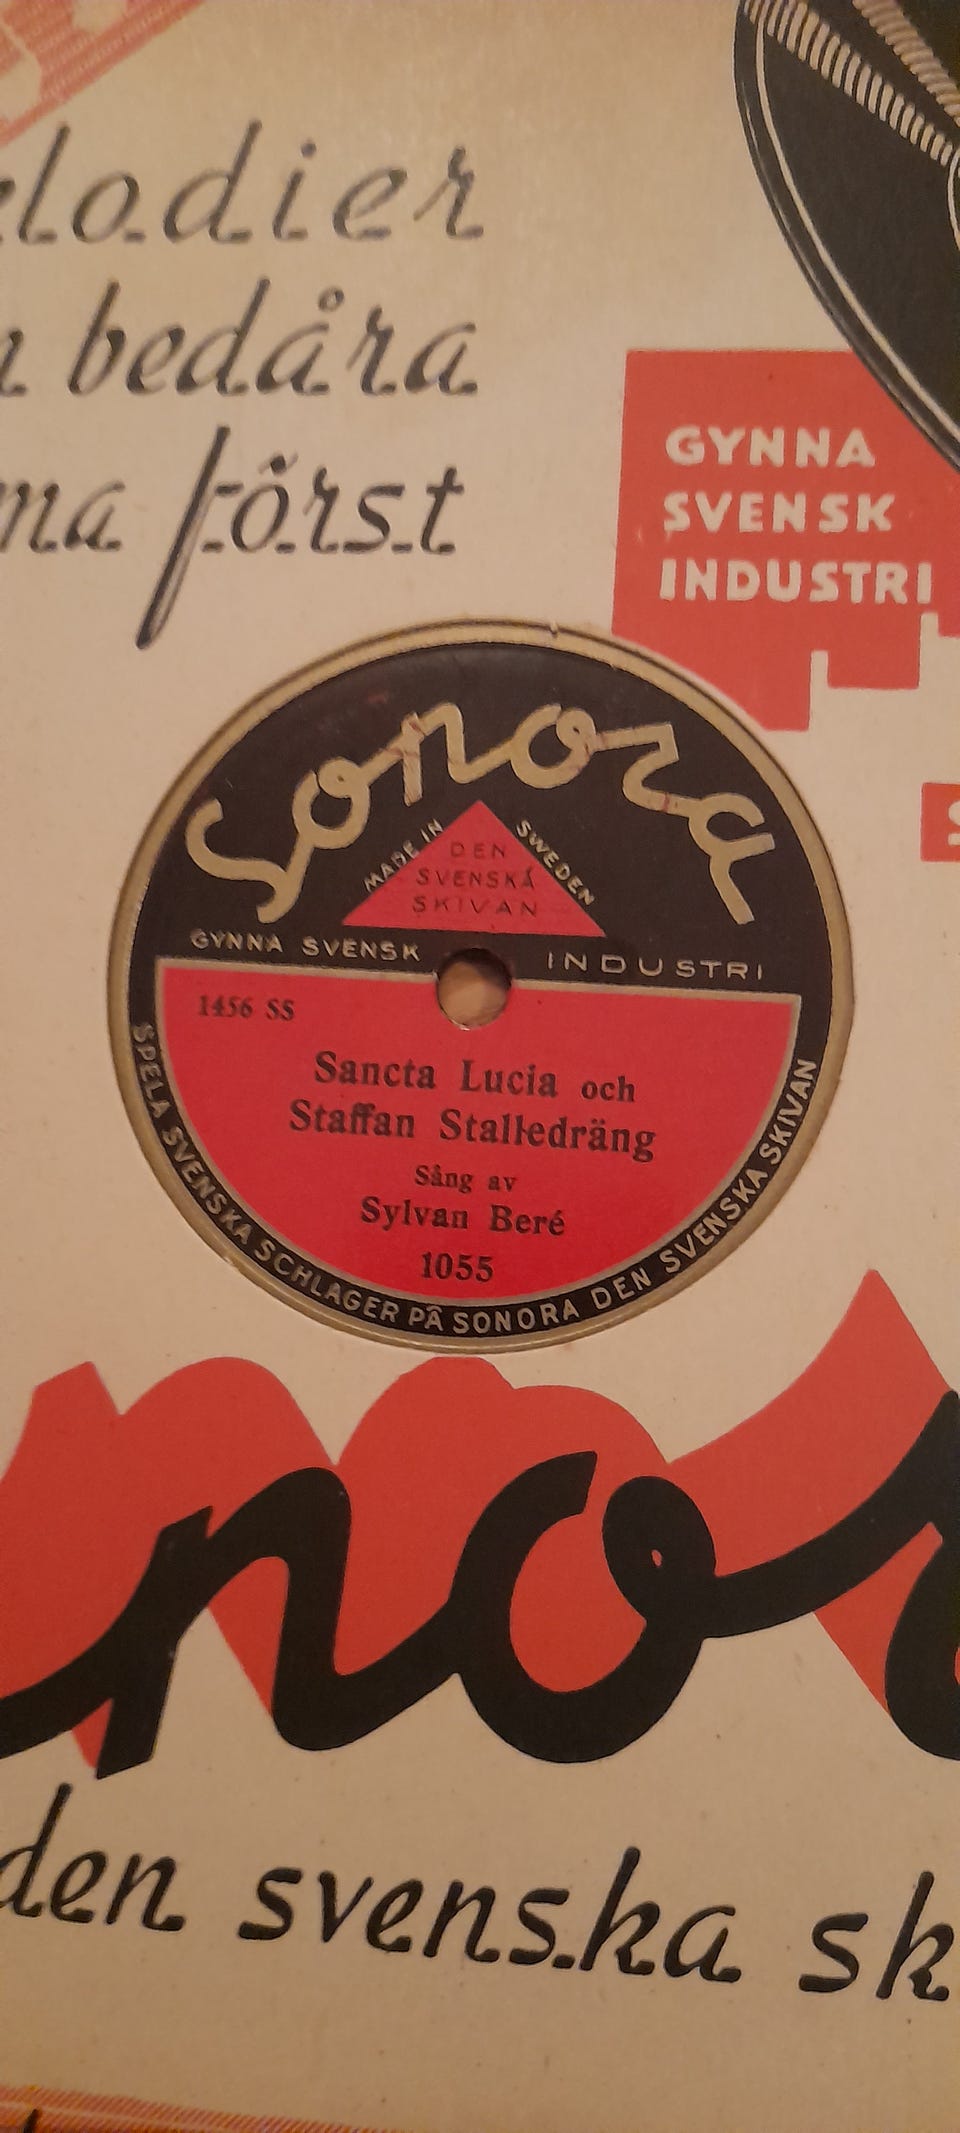 elodier
bedåra
ma först
GYNNA
SVENSK
INDUSTRI
Sonora
MADE IN SWEDEN
DEN
SVENSKA
SKIVAN
GYNNA SVENSK INDUSTRI
1456 SS
Sancta Lucia och
Staffan Stalledräng
Sång av
Sylvan Beré
1055
SPELA SVENSKA SCHLAGER PÅ SONORA DEN SVENSKA SKIVAN
nor
den svenska sk